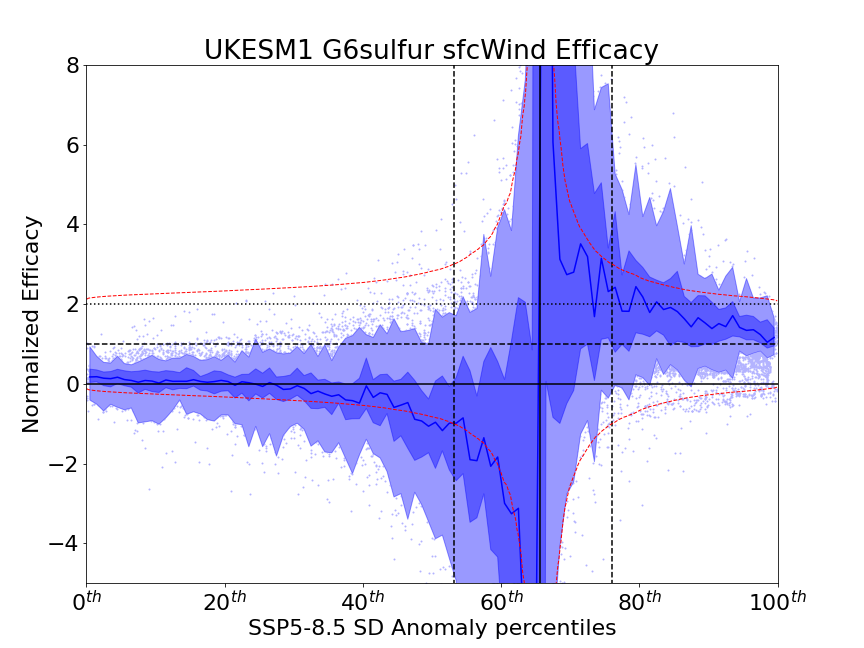 UKESM1 G6sulfur sfcWind Efficacy
8
6
4
2
0
−2
−4
Normalized Efficacy
0th 20th 40th 60th 80th 100th
SSP5-8.5 SD Anomaly percentiles